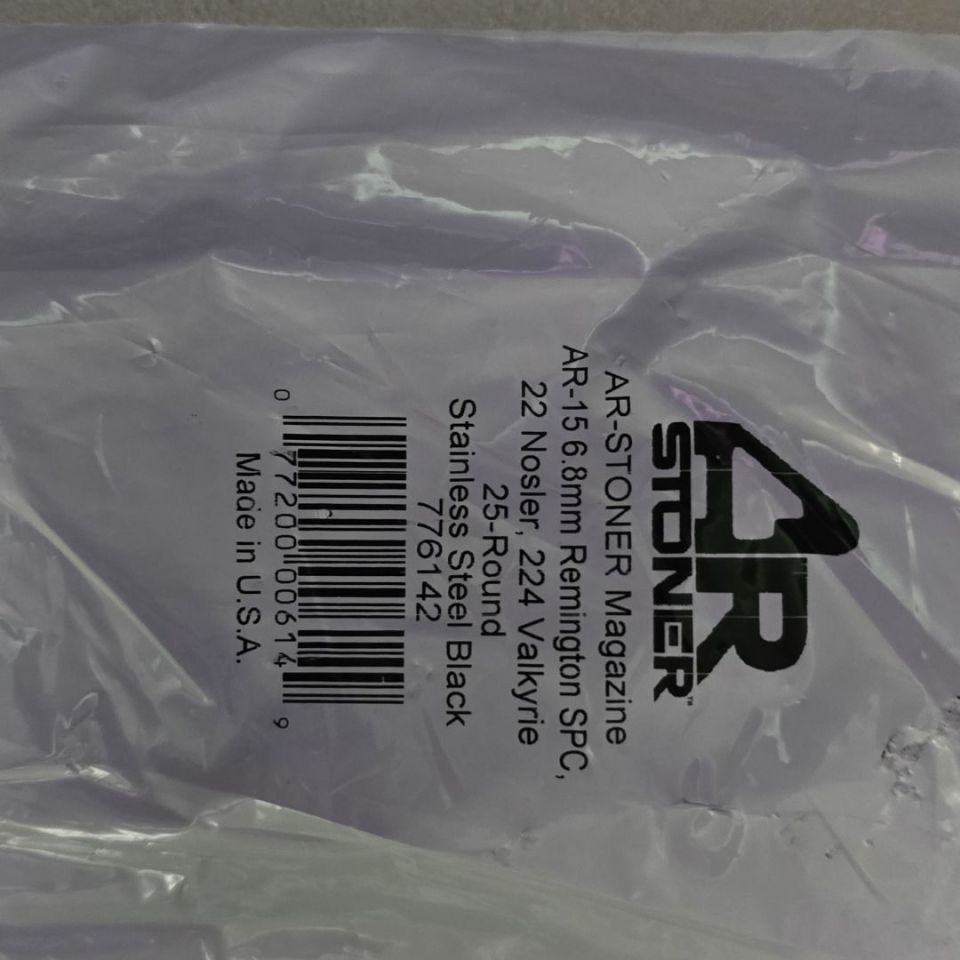 AR
STONER™
AR-STONER Magazine
AR-15 6.8mm Remington SPC,
22 Nosler, 224 Valkyrie
25-Round
Stainless Steel Black
776142
0 77200 00614 9
Made in U.S.A.